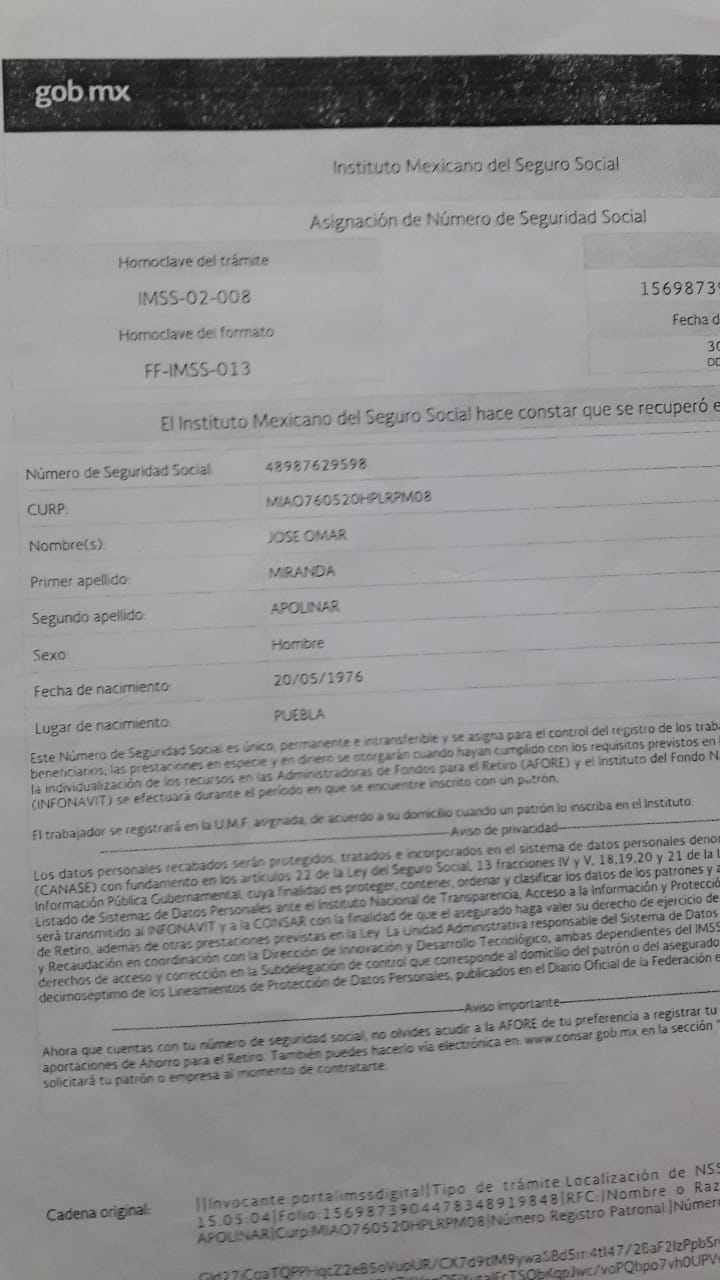 gob.mx
Instituto Mexicano del Seguro Social
Asignación de Número de Seguridad Social
Homoclave del trámite
IMSS-02-008
15698739
Homoclave del formato
Fecha d
FF-IMSS-013
30
DD
El Instituto Mexicano del Seguro Social hace constar que se recuperó e
Número de Seguridad Social: 48987629598
CURP: MIAO760520HPLRPM08
Nombre(s): JOSE OMAR
Primer apellido: MIRANDA
Segundo apellido: APOLINAR
Sexo: Hombre
Fecha de nacimiento: 20/05/1976
Lugar de nacimiento: PUEBLA
Este Número de Seguridad Social es único, permanente e intransferible y se asigna para el control del registro de los trab
beneficiarios, las prestaciones en especie y en dinero se otorgarán cuando hayan cumplido con los requisitos previstos en
la individualización de los recursos en las Administradoras de Fondos para el Retiro (AFORE) y el Instituto del Fondo N
(INFONAVIT) se efectuará durante el período en que se encuentre inscrito con un patrón.
El trabajador se registrará en la U.M.F. asignada, de acuerdo a su domicilio cuando un patrón lo inscriba en el Instituto.
Aviso de privacidad
Los datos personales recabados serán protegidos, tratados e incorporados en el sistema de datos personales deno
(CANASE) con fundamento en los artículos 22 de la Ley del Seguro Social, 13 fracciones IV y V, 18,19,20 y 21 de la L
Información Pública Gubernamental, cuya finalidad es proteger, contener, ordenar y clasificar los datos de los patrones y a
Listado de Sistemas de Datos Personales ante el Instituto Nacional de Transparencia, Acceso a la Información y Protecció
será transmitido al INFONAVIT y a la CONSAR con la finalidad de que el asegurado haga valer su derecho de ejercicio de
de Retiro, además de otras prestaciones previstas en la Ley. La Unidad Administrativa responsable del Sistema de Datos
y Recaudación en coordinación con la Dirección de Innovación y Desarrollo Tecnológico, ambas dependientes del IMSS
derechos de acceso y corrección en la Subdelegación de control que corresponde al domicilio del patrón o del asegurado
decimoséptimo de los Lineamientos de Protección de Datos Personales, publicados en el Diario Oficial de la Federación e
Aviso importante
Ahora que cuentas con tu número de seguridad social, no olvides acudir a la AFORE de tu preferencia a registrar tu
aportaciones de Ahorro para el Retiro. También puedes hacerlo vía electrónica en: www.consar.gob.mx en la sección "
solicitará tu patrón o empresa al momento de contratarte.
Cadena original: ||Invocante:portalimssdigital|Tipo de trámite:Localización de NSS
15:05:04|Folio:1569873904478348919848|RFC:|Nombre o Raz
APOLINAR|Curp:MIAO760520HPLRPM08|Número Registro Patronal:|Númer